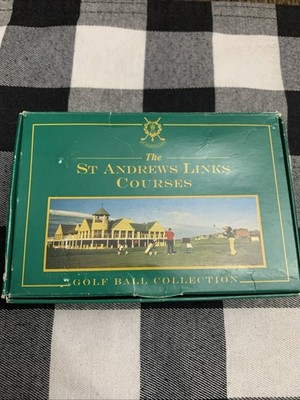 The
ST ANDREWS LINKS
COURSES
GOLF BALL COLLECTION